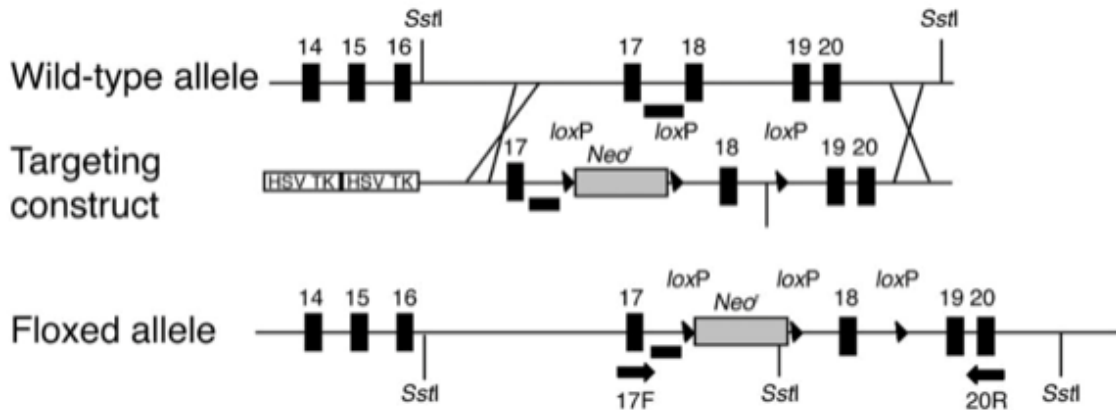 SstI SstI
14 15 16 17 18 19 20
Wild-type allele
loxP loxP loxP
17 Neoʳ 18 19 20
Targeting
HSV TK HSV TK
construct
loxP loxP loxP
14 15 16 17 Neoʳ 18 19 20
Floxed allele
SstI 17F SstI 20R SstI